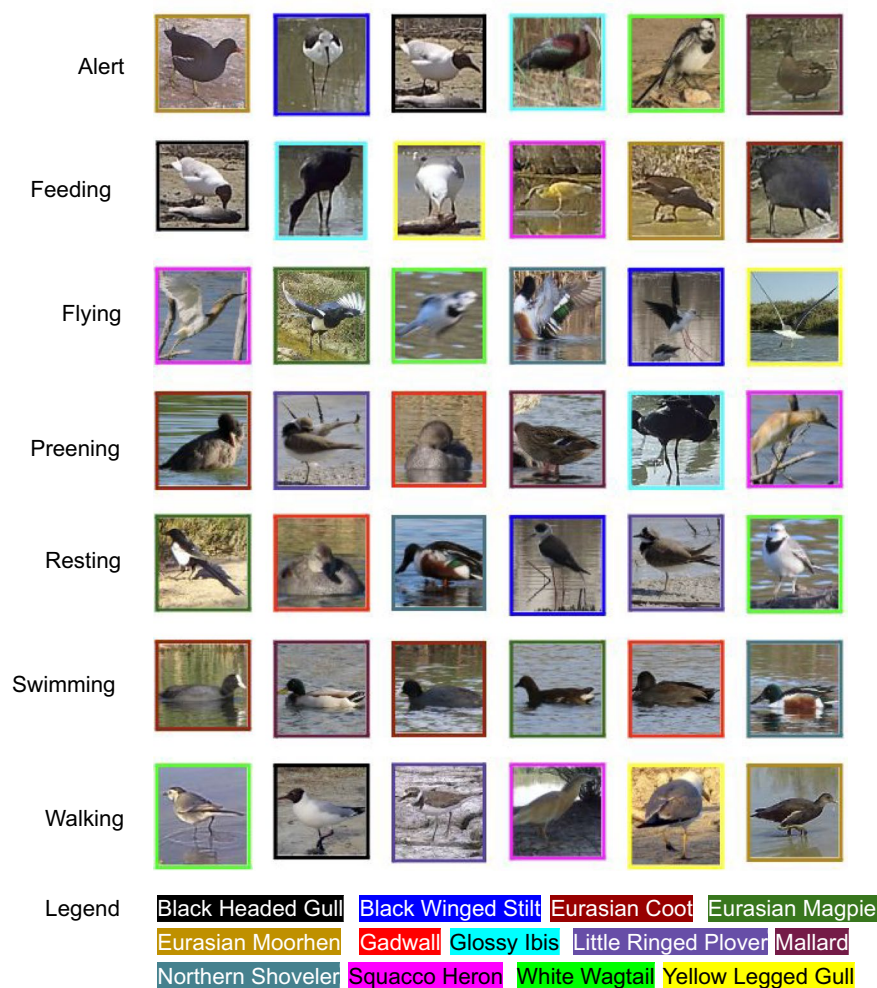 Alert
Feeding
Flying
Preening
Resting
Swimming
Walking
Legend Black Headed Gull Black Winged Stilt Eurasian Coot Eurasian Magpie
Eurasian Moorhen Gadwall Glossy Ibis Little Ringed Plover Mallard
Northern Shoveler Squacco Heron White Wagtail Yellow Legged Gull